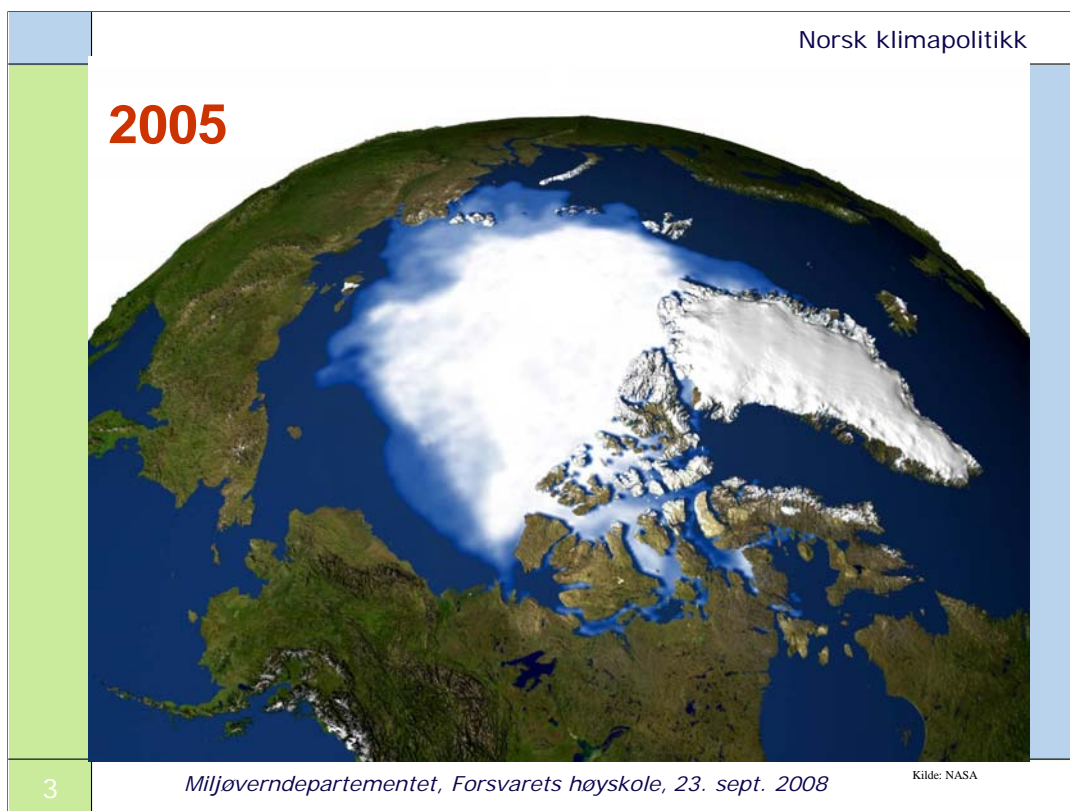 Norsk klimapolitikk
2005
3
Miljøverndepartementet, Forsvarets høyskole, 23. sept. 2008
Kilde: NASA